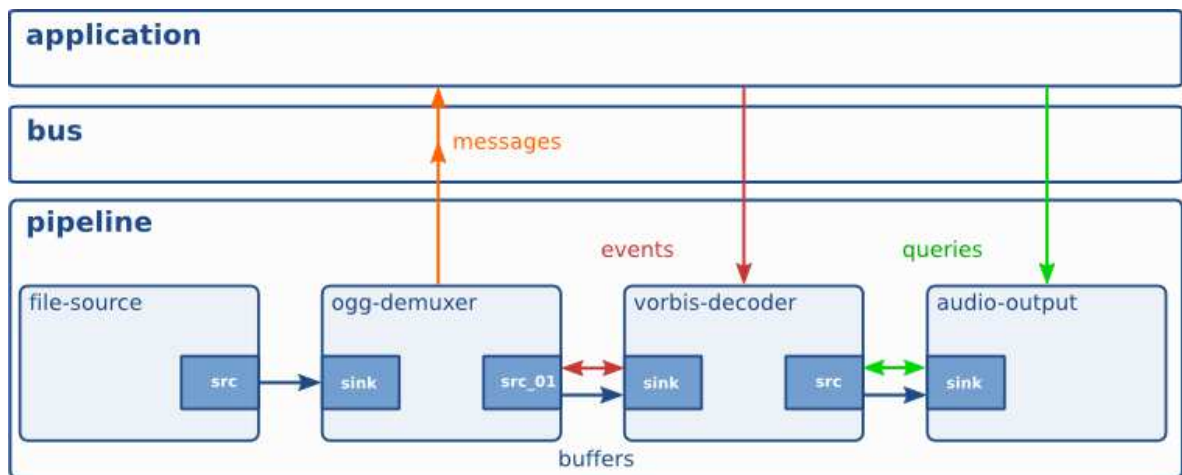 application
bus
messages
pipeline
events
queries
file-source
ogg-demuxer
vorbis-decoder
audio-output
src
sink
src_01
sink
src
sink
buffers